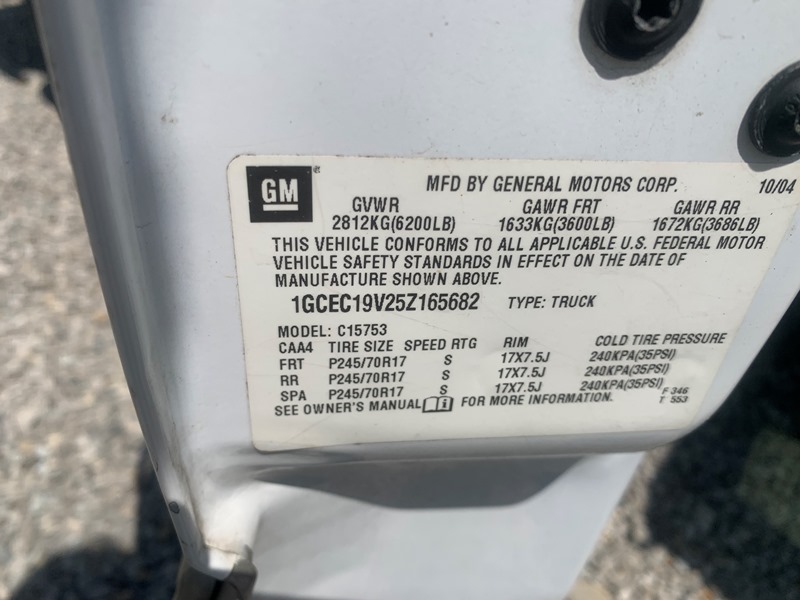 GM
MFD BY GENERAL MOTORS CORP. 10/04
GVWR GAWR FRT GAWR RR
2812KG(6200LB) 1633KG(3600LB) 1672KG(3686LB)
THIS VEHICLE CONFORMS TO ALL APPLICABLE U.S. FEDERAL MOTOR
VEHICLE SAFETY STANDARDS IN EFFECT ON THE DATE OF
MANUFACTURE SHOWN ABOVE.
1GCEC19V25Z165682 TYPE: TRUCK
MODEL: C15753
CAA4 TIRE SIZE SPEED RTG RIM COLD TIRE PRESSURE
FRT P245/70R17 S 17X7.5J 240KPA(35PSI)
RR P245/70R17 S 17X7.5J 240KPA(35PSI)
SPA P245/70R17 S 17X7.5J 240KPA(35PSI) F 346
SEE OWNER'S MANUAL FOR MORE INFORMATION. T 553